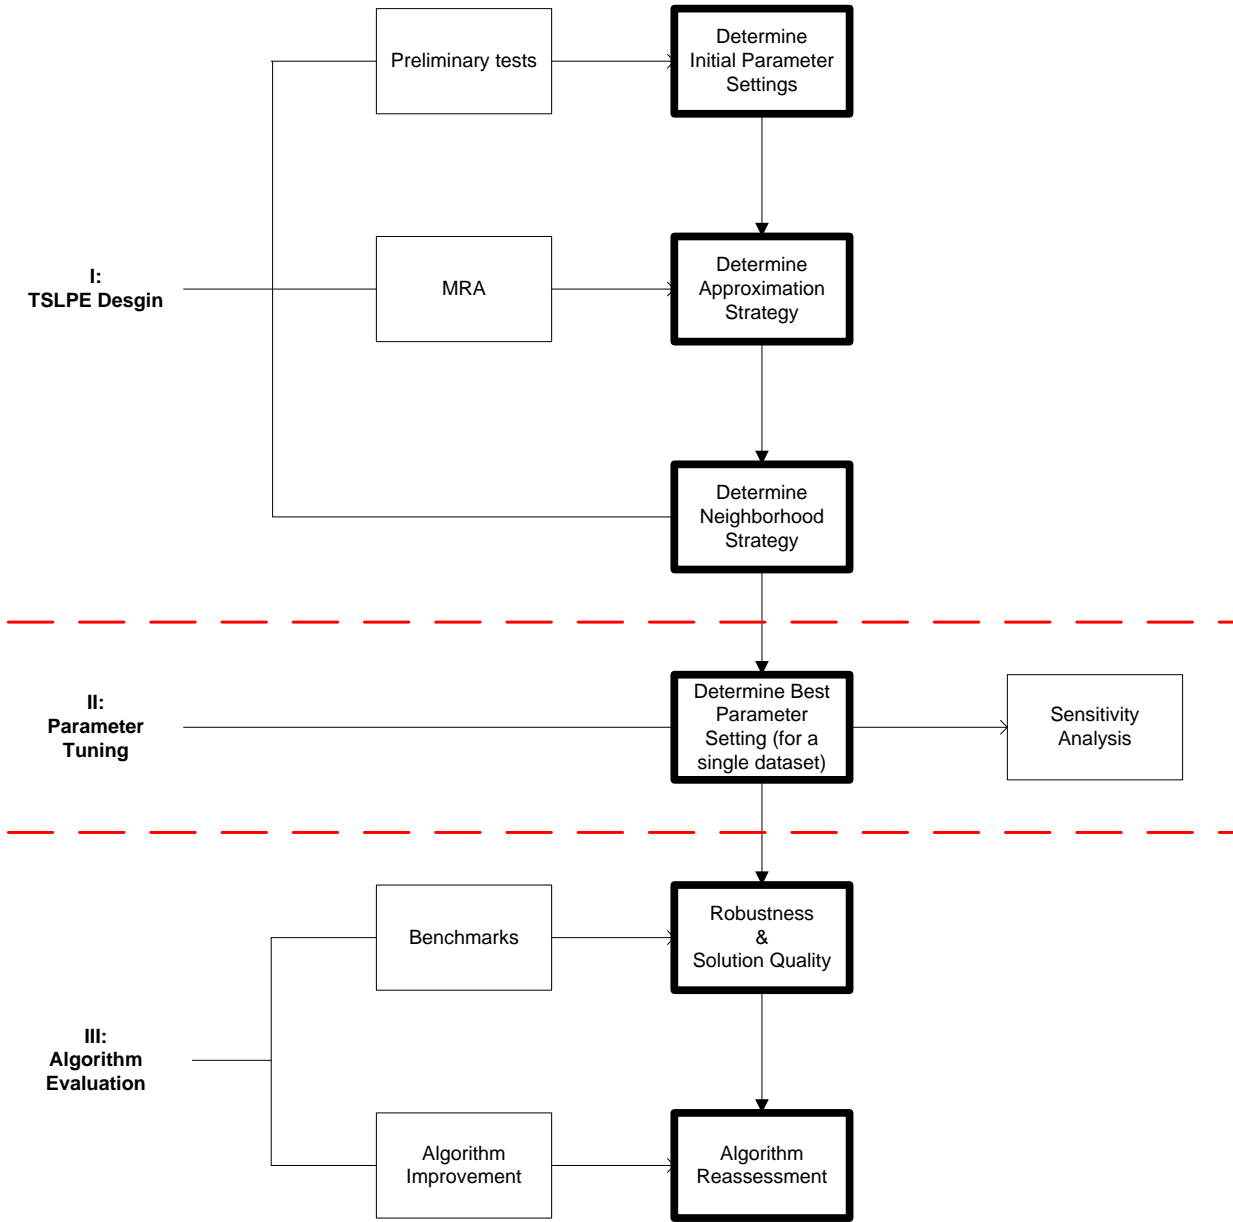 Preliminary tests
Determine
Initial Parameter
Settings
I:
TSLPE Desgin
MRA
Determine
Approximation
Strategy
Determine
Neighborhood
Strategy
II:
Parameter
Tuning
Determine Best
Parameter
Setting (for a
single dataset)
Sensitivity
Analysis
Benchmarks
Robustness
&
Solution Quality
III:
Algorithm
Evaluation
Algorithm
Improvement
Algorithm
Reassessment